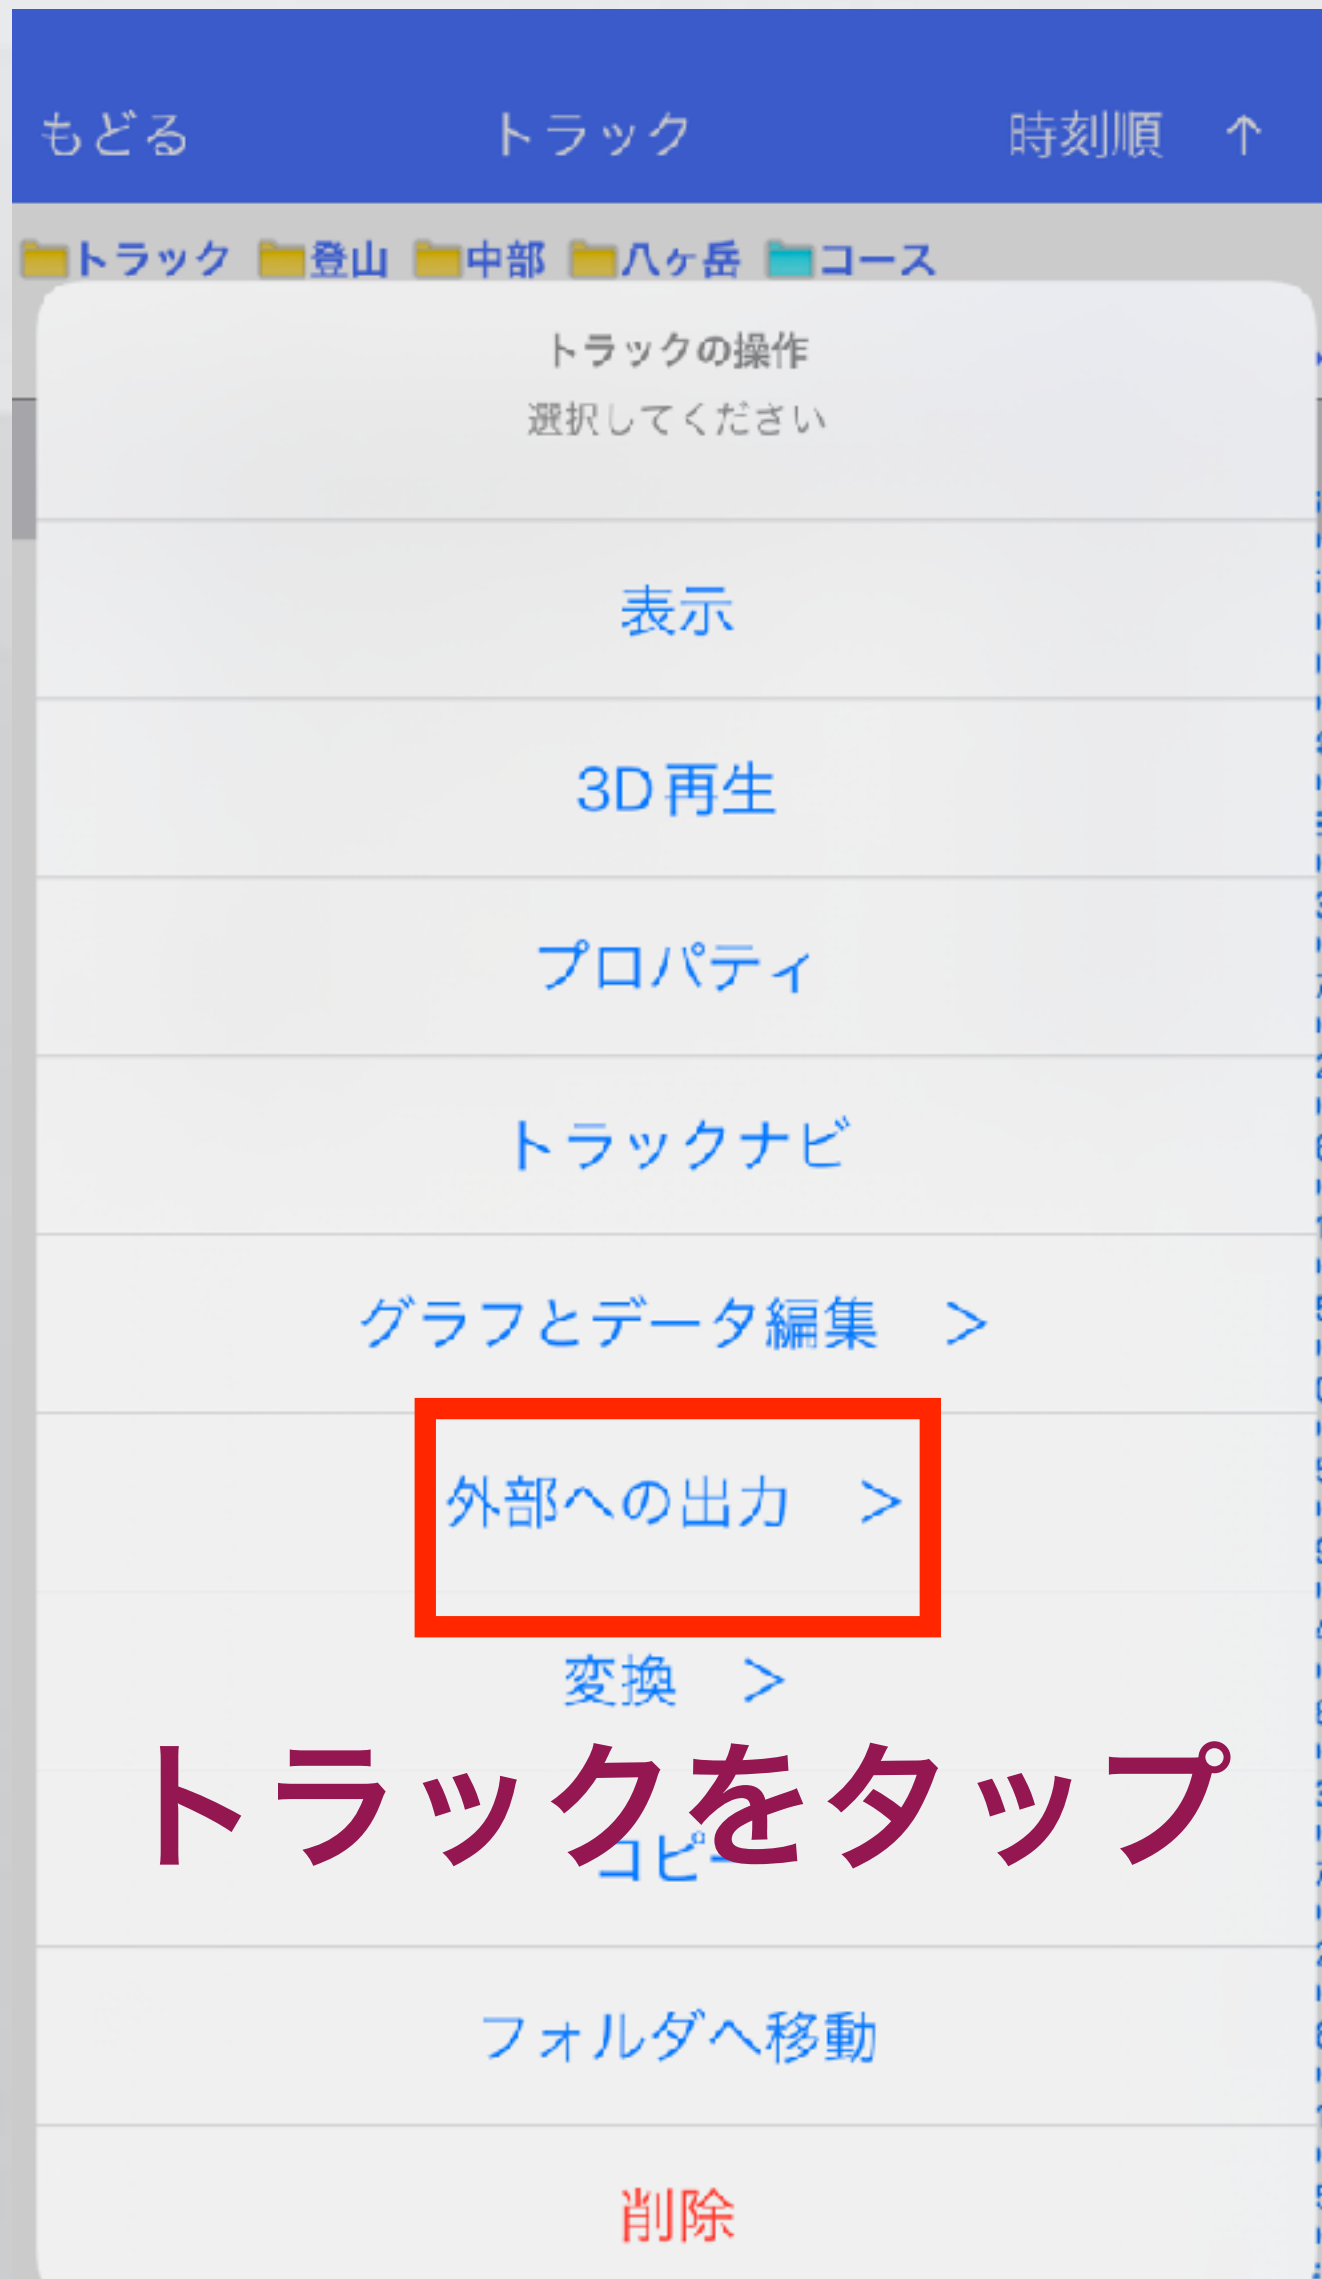 もどる トラック 時刻順 ↑
トラック 登山 中部 八ヶ岳 コース
トラックの操作
選択してください
表示
3D再生
プロパティ
トラックナビ
グラフとデータ編集 >
外部への出力 >
変換 >
トラックをタップ
コピー
フォルダへ移動
削除